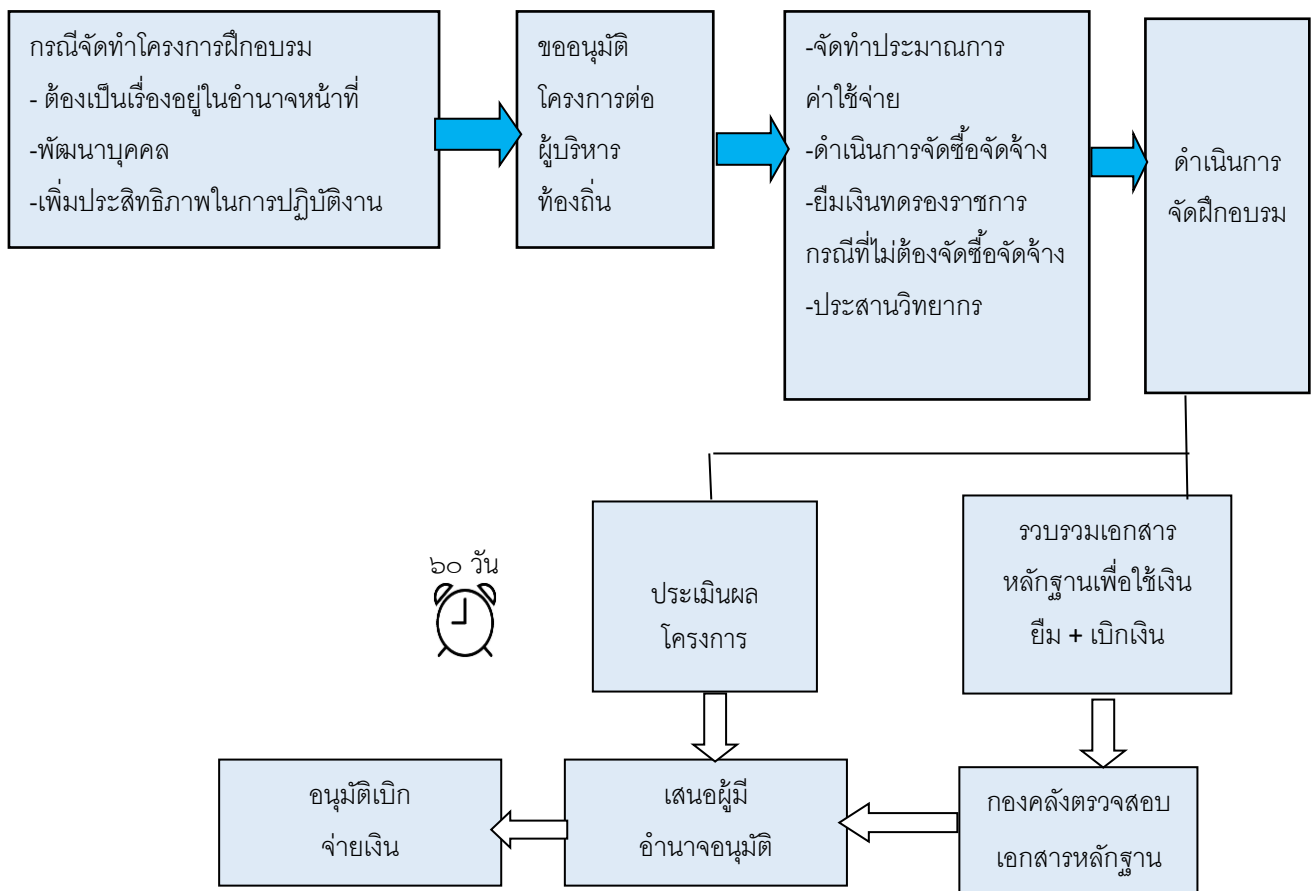 กรณีจัดทำโครงการฝึกอบรม
- ต้องเป็นเรื่องอยู่ในอำนาจหน้าที่
-พัฒนาบุคคล
-เพิ่มประสิทธิภาพในการปฏิบัติงาน
ขออนุมัติ
โครงการต่อ
ผู้บริหาร
ท้องถิ่น
-จัดทำประมาณการ
ค่าใช้จ่าย
-ดำเนินการจัดซื้อจัดจ้าง
-ยืมเงินทดรองราชการ
กรณีที่ไม่ต้องจัดซื้อจัดจ้าง
-ประสานวิทยากร
ดำเนินการ
จัดฝึกอบรม
๖๐ วัน
ประเมินผล
โครงการ
รวบรวมเอกสาร
หลักฐานเพื่อใช้เงิน
ยืม + เบิกเงิน
อนุมัติเบิก
จ่ายเงิน
เสนอผู้มี
อำนาจอนุมัติ
กองคลังตรวจสอบ
เอกสารหลักฐาน